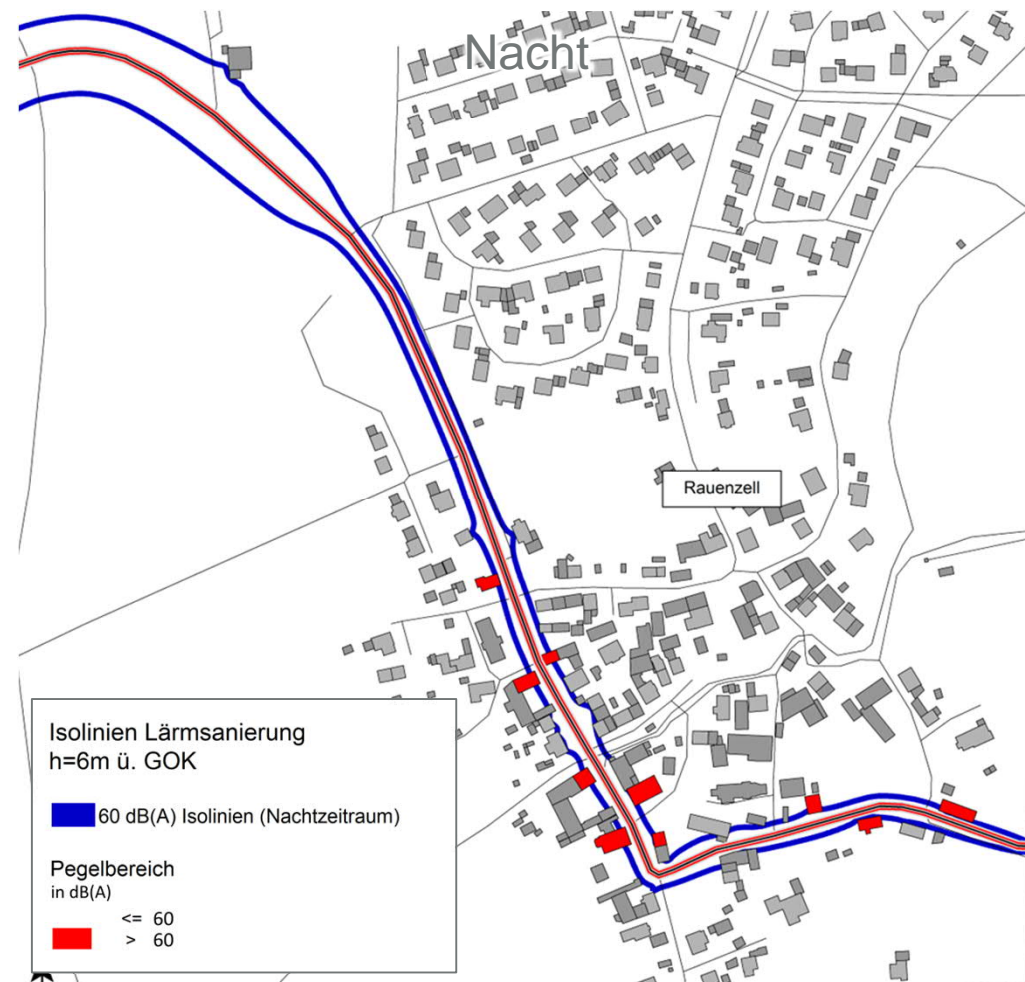 Nacht
Rauenzell
Isolinien Lärmsanierung
h=6m ü. GOK
60 dB(A) Isolinien (Nachtzeitraum)
Pegelbereich
in dB(A)
<= 60
> 60